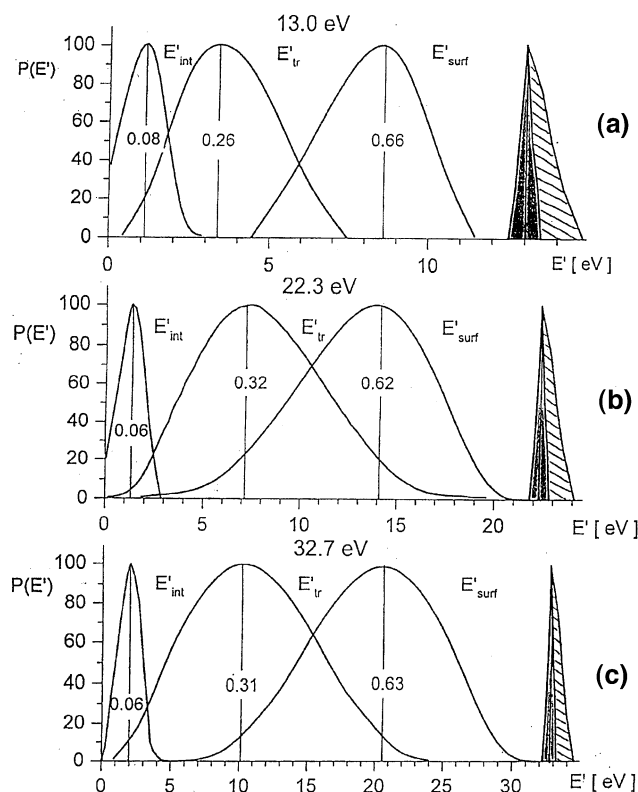 13.0 eV
P(E') 100 80 60 40 20 0
E'int E'tr E'surf
0.08 0.26 0.66
(a)
0 5 10
E' [ eV]
22.3 eV
P(E') 100 80 60 40 20 0
E'int E'tr E'surf
0.06 0.32 0.62
(b)
0 5 10 15 20
E' [ eV ]
32.7 eV
P(E') 100 80 60 40 20 0
E'int E'tr E'surf
0.06 0.31 0.63
(c)
0 5 10 15 20 25 30
E' [ eV ]